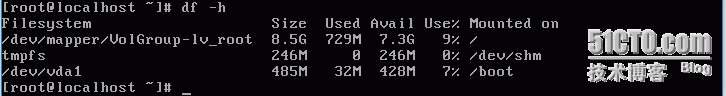 [root@localhost ~]# df -h
Filesystem Size Used Avail Use% Mounted on
/dev/mapper/VolGroup-lv_root 8.5G 729M 7.3G 9% /
tmpfs 246M 0 246M 0% /dev/shm
/dev/vda1 485M 32M 428M 7% /boot
[root@localhost ~]# _
51CTO.com
技术博客 Blog